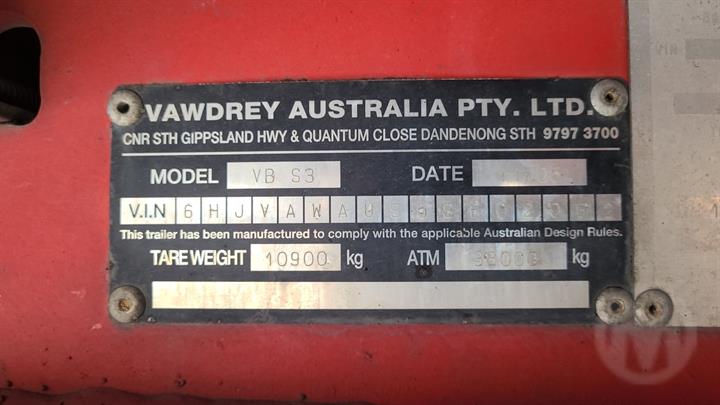 VAWDREY AUSTRALIA PTY. LTD.
CNR STH GIPPSLAND HWY & QUANTUM CLOSE DANDENONG STH 9797 3700
MODEL VB S3 DATE
V.I.N
This trailer has been manufactured to comply with the applicable Australian Design Rules.
TARE WEIGHT 10900 kg ATM kg
VIN